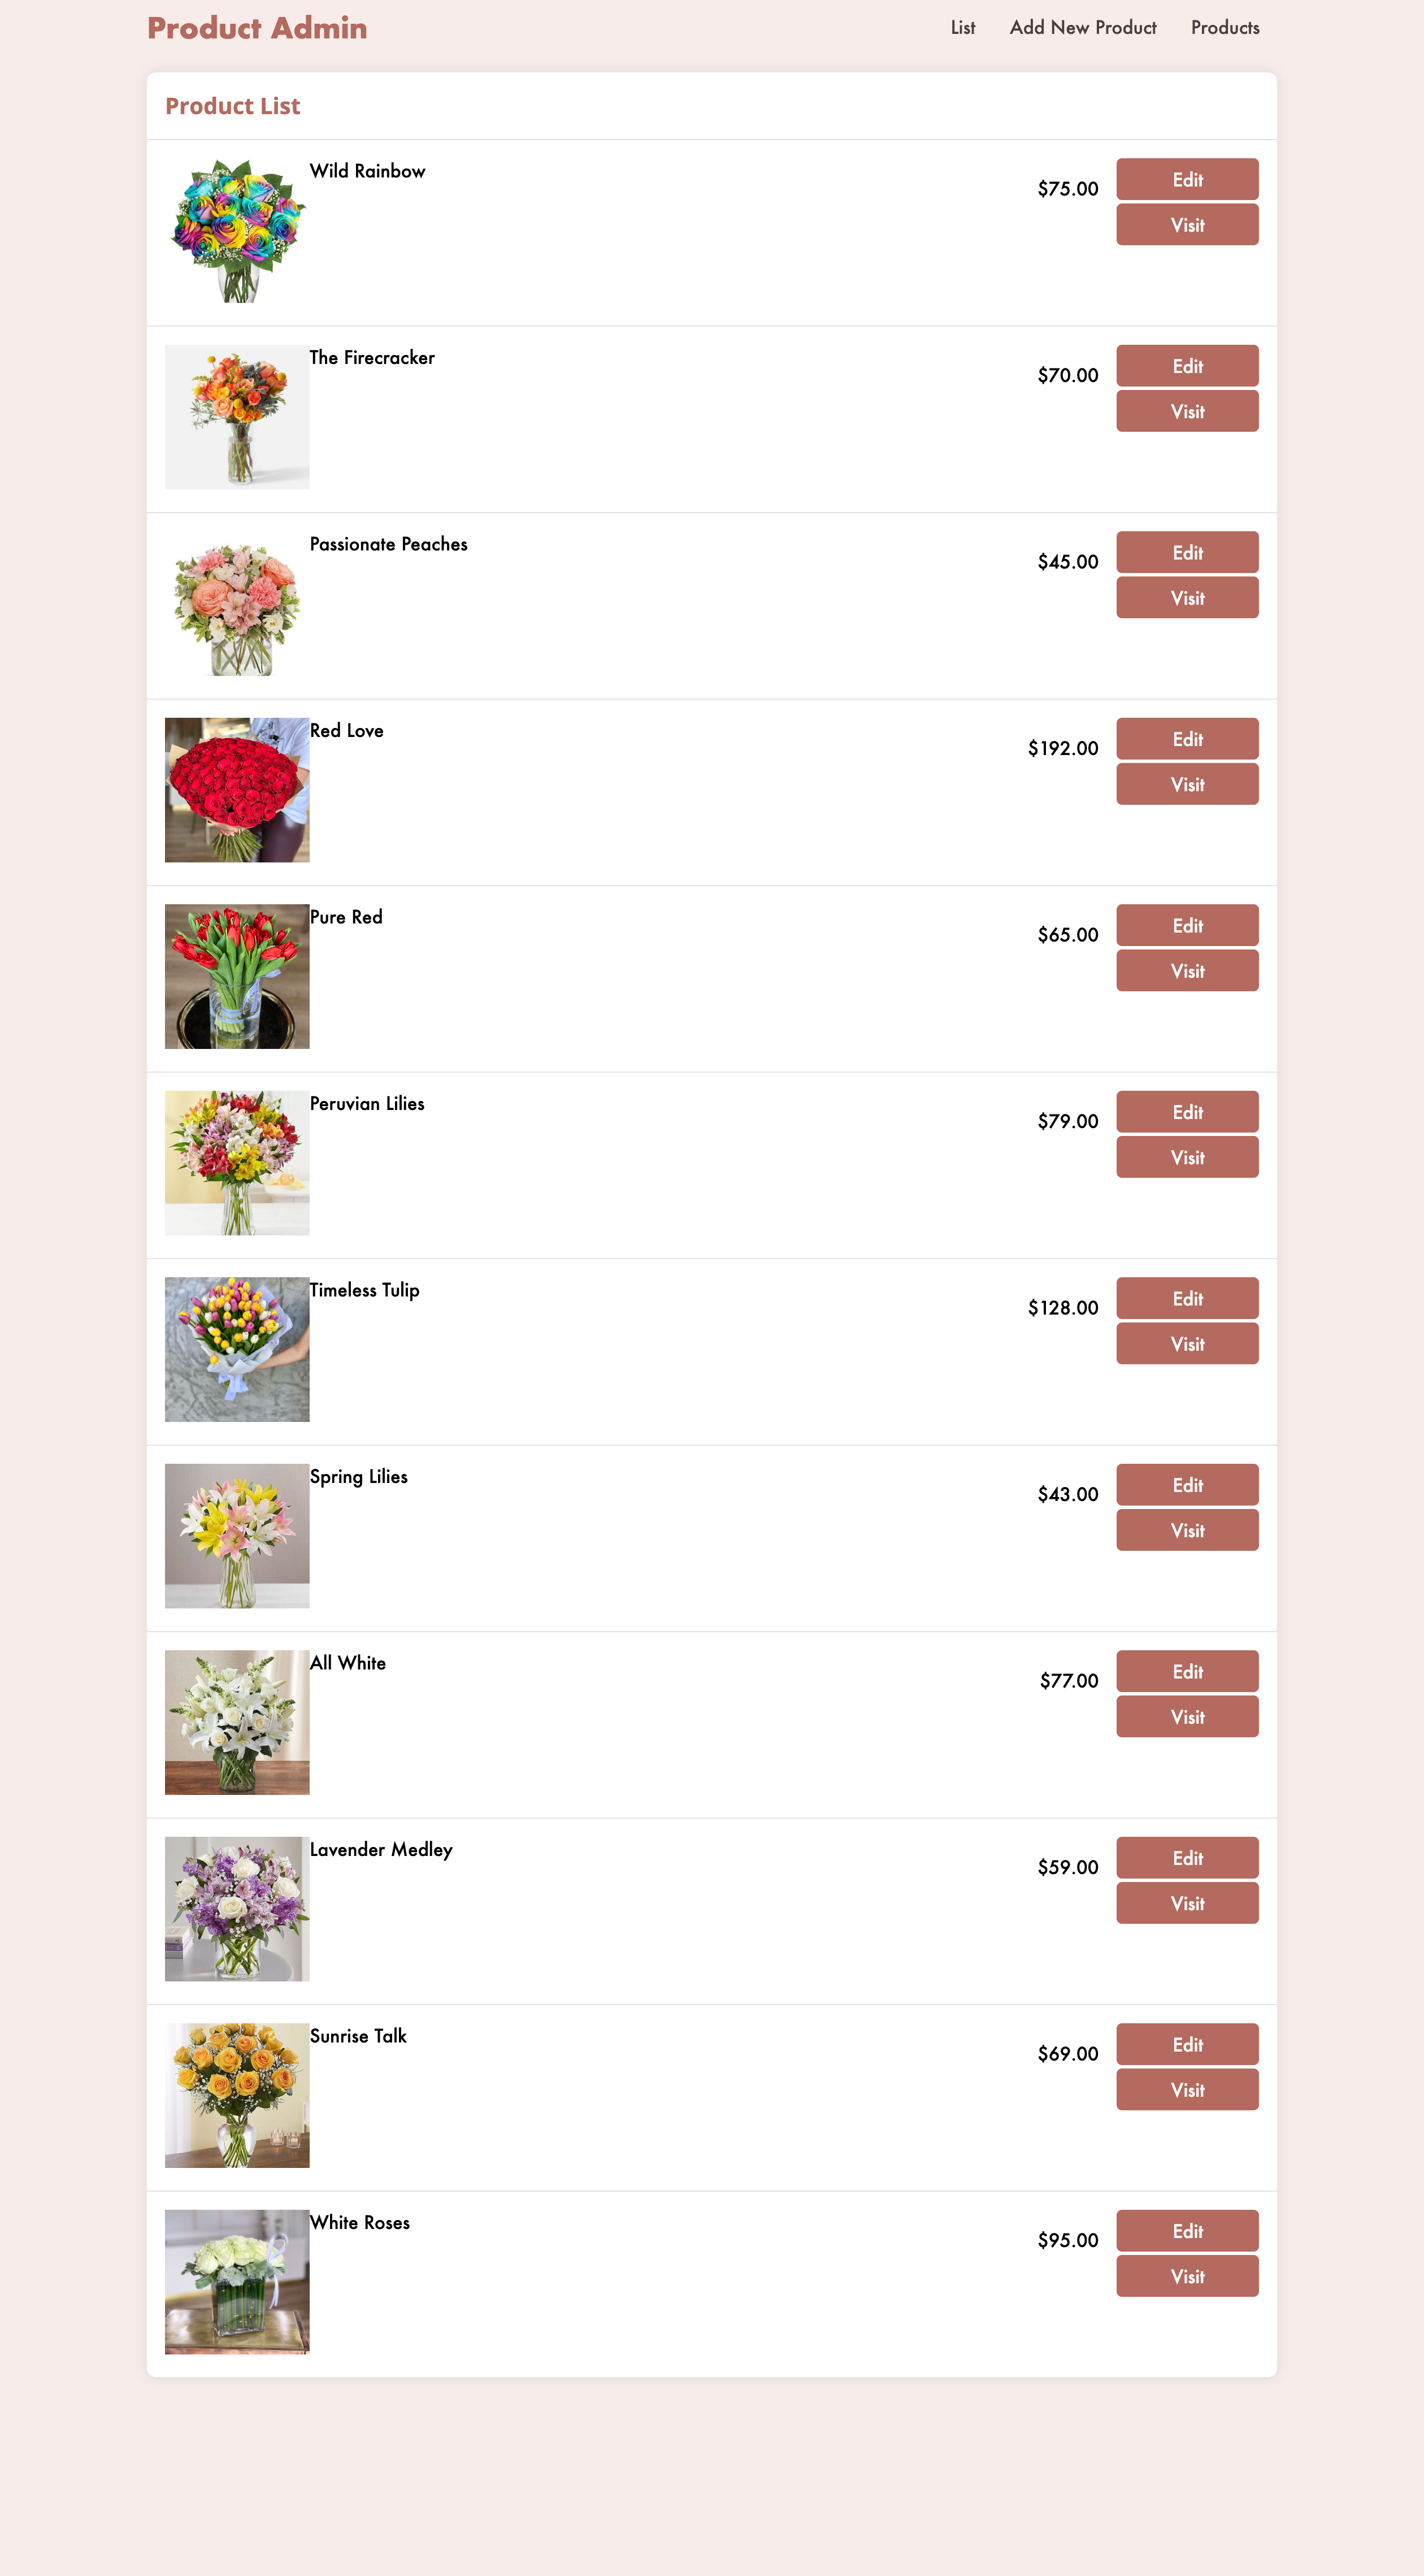 Product Admin
List Add New Product Products
Product List
Wild Rainbow
$75.00
Edit
Visit
The Firecracker
$70.00
Edit
Visit
Passionate Peaches
$45.00
Edit
Visit
Red Love
$192.00
Edit
Visit
Pure Red
$65.00
Edit
Visit
Peruvian Lilies
$79.00
Edit
Visit
Timeless Tulip
$128.00
Edit
Visit
Spring Lilies
$43.00
Edit
Visit
All White
$77.00
Edit
Visit
Lavender Medley
$59.00
Edit
Visit
Sunrise Talk
$69.00
Edit
Visit
White Roses
$95.00
Edit
Visit